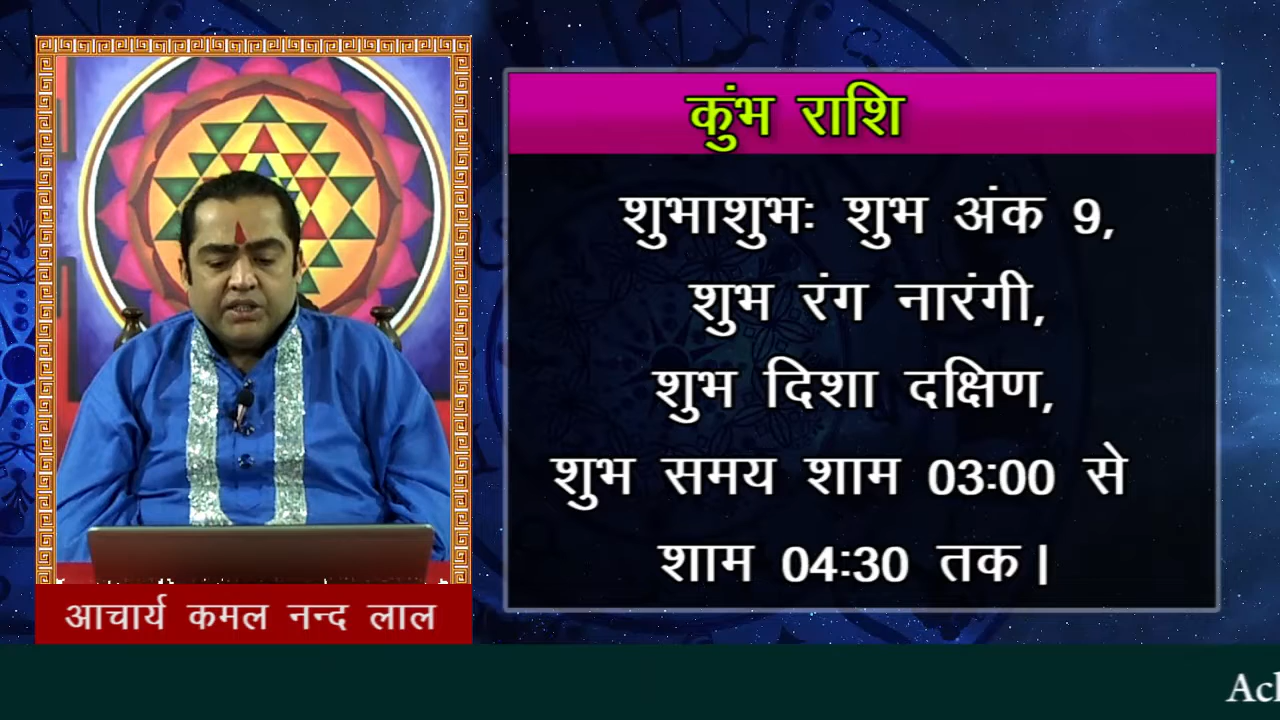 कुंभ राशि
शुभाशुभः शुभ अंक 9,
शुभ रंग नारंगी,
शुभ दिशा दक्षिण,
शुभ समय शाम 03:00 से
शाम 04:30 तक।
आचार्य कमल नन्द लाल